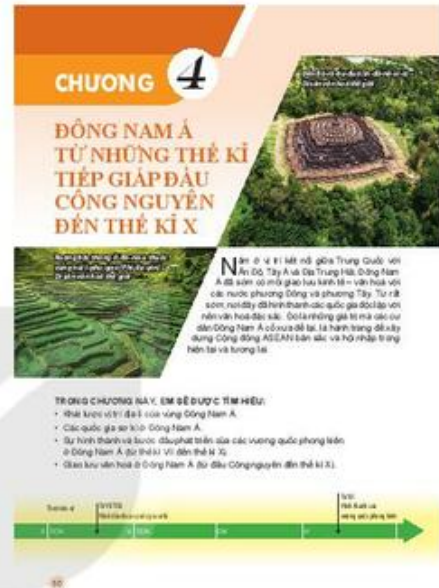 CHƯƠNG 4
ĐÔNG NAM Á
TỪ NHỮNG THẾ KỈ
TIẾP GIÁP ĐẦU
CÔNG NGUYÊN
ĐẾN THẾ KỈ X
Nằm ở vị trí kết nối giữa Trung Quốc với
Ấn Độ, Tây Á và Địa Trung Hải, Đông Nam
Á đã sớm có mối giao lưu kinh tế – văn hoá với
các nước phương Đông và phương Tây. Từ rất
sớm, nơi đây đã hình thành các quốc gia độc lập với
nền văn hoá đặc sắc. Đó là những giá trị mà các cư
dân Đông Nam Á cổ xưa để lại, là hành trang để xây
dựng Cộng đồng ASEAN bản sắc và hội nhập trong
hiện tại và tương lai.
TRONG CHƯƠNG NÀY, EM SẼ ĐƯỢC TÌM HIỂU:
• Khái lược vị trí địa lí của vùng Đông Nam Á.
• Các quốc gia sơ kì ở Đông Nam Á.
• Sự hình thành và bước đầu phát triển của các vương quốc phong kiến
ở Đông Nam Á (từ thế kỉ VII đến thế kỉ X).
• Giao lưu văn hoá ở Đông Nam Á (từ đầu Công nguyên đến thế kỉ X).